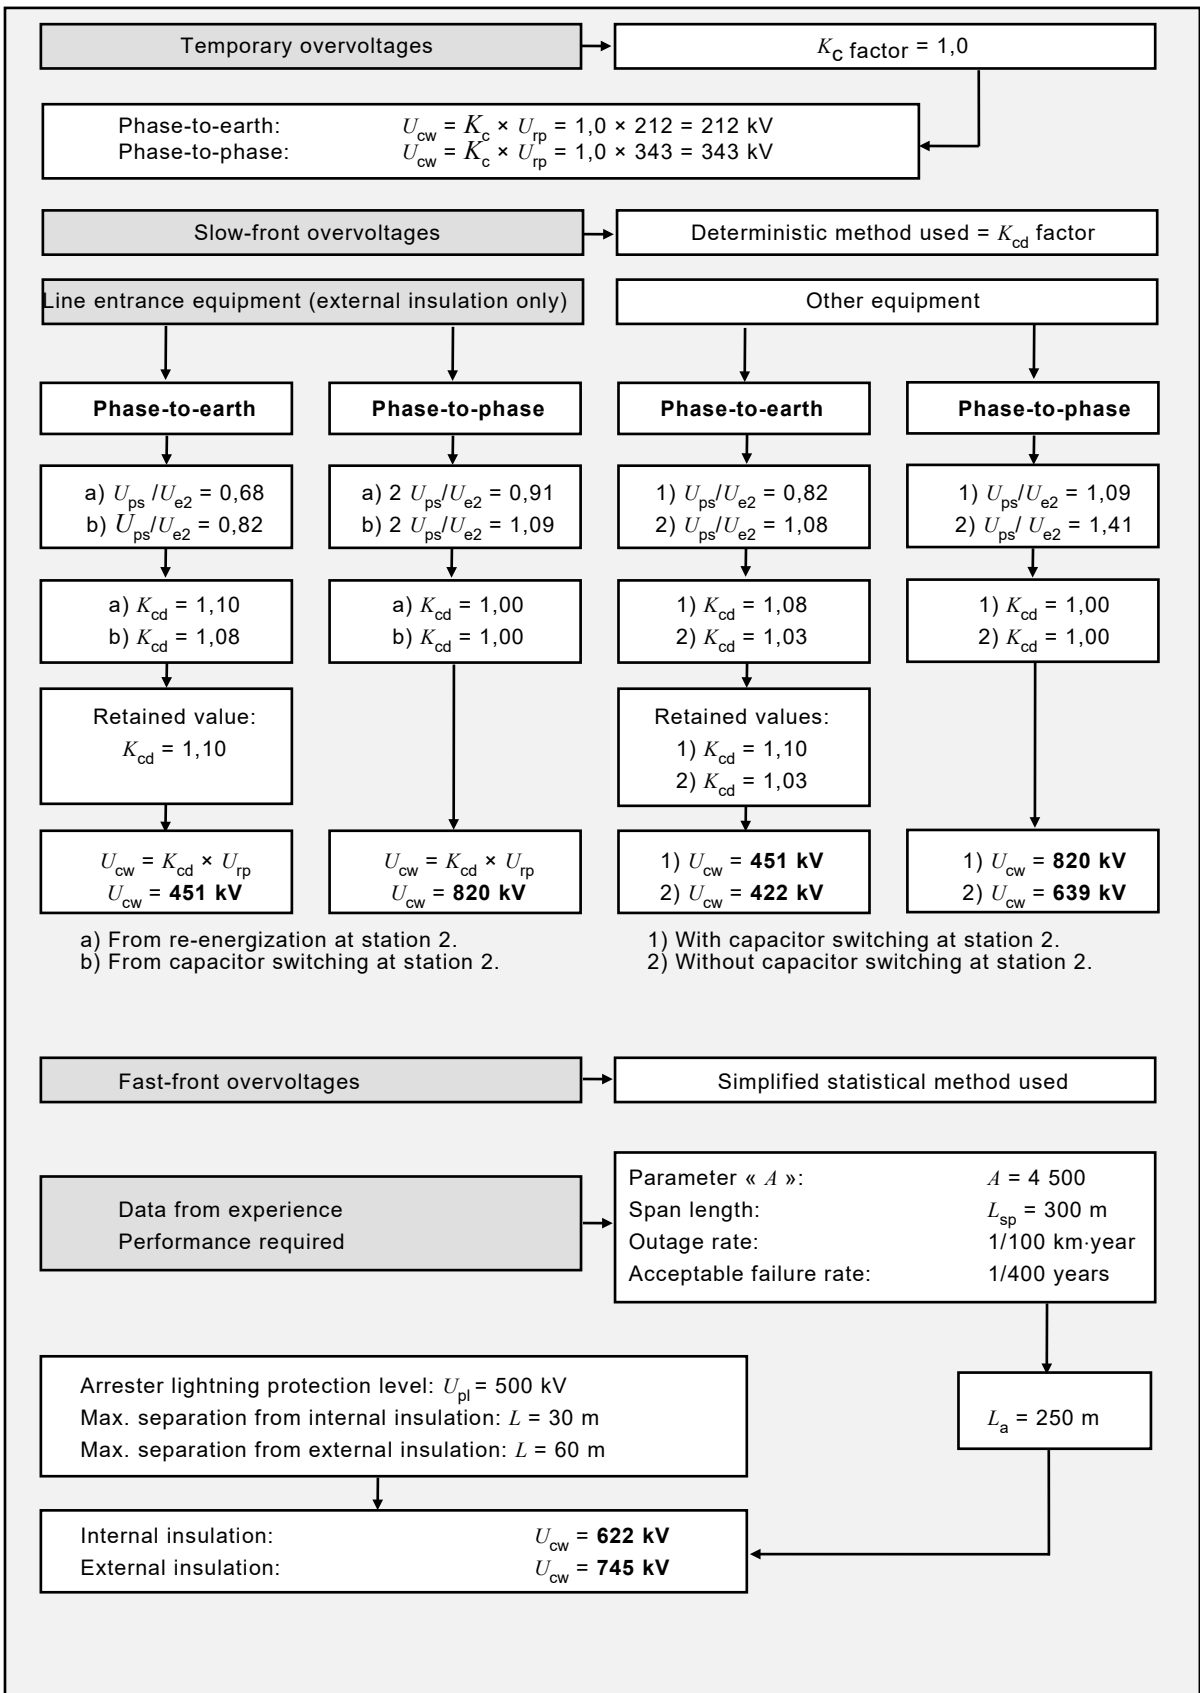 Temporary overvoltages
Kc factor = 1,0
Phase-to-earth: Ucw = Kc × Urp = 1,0 × 212 = 212 kV
Phase-to-phase: Ucw = Kc × Urp = 1,0 × 343 = 343 kV
Slow-front overvoltages
Deterministic method used = Kcd factor
Line entrance equipment (external insulation only)
Other equipment
Phase-to-earth
Phase-to-phase
Phase-to-earth
Phase-to-phase
a) Ups /Ue2 = 0,68
b) Ups/Ue2 = 0,82
a) 2 Ups/Ue2 = 0,91
b) 2 Ups/Ue2 = 1,09
1) Ups/Ue2 = 0,82
2) Ups/Ue2 = 1,08
1) Ups/Ue2 = 1,09
2) Ups/ Ue2 = 1,41
a) Kcd = 1,10
b) Kcd = 1,08
a) Kcd = 1,00
b) Kcd = 1,00
1) Kcd = 1,08
2) Kcd = 1,03
1) Kcd = 1,00
2) Kcd = 1,00
Retained value:
Kcd = 1,10
Retained values:
1) Kcd = 1,10
2) Kcd = 1,03
Ucw = Kcd × Urp
Ucw = 451 kV
Ucw = Kcd × Urp
Ucw = 820 kV
1) Ucw = 451 kV
2) Ucw = 422 kV
1) Ucw = 820 kV
2) Ucw = 639 kV
a) From re-energization at station 2.
b) From capacitor switching at station 2.
1) With capacitor switching at station 2.
2) Without capacitor switching at station 2.
Fast-front overvoltages
Simplified statistical method used
Data from experience
Performance required
Parameter « A »: A = 4 500
Span length: Lsp = 300 m
Outage rate: 1/100 km·year
Acceptable failure rate: 1/400 years
Arrester lightning protection level: Upl = 500 kV
Max. separation from internal insulation: L = 30 m
Max. separation from external insulation: L = 60 m
La = 250 m
Internal insulation: Ucw = 622 kV
External insulation: Ucw = 745 kV